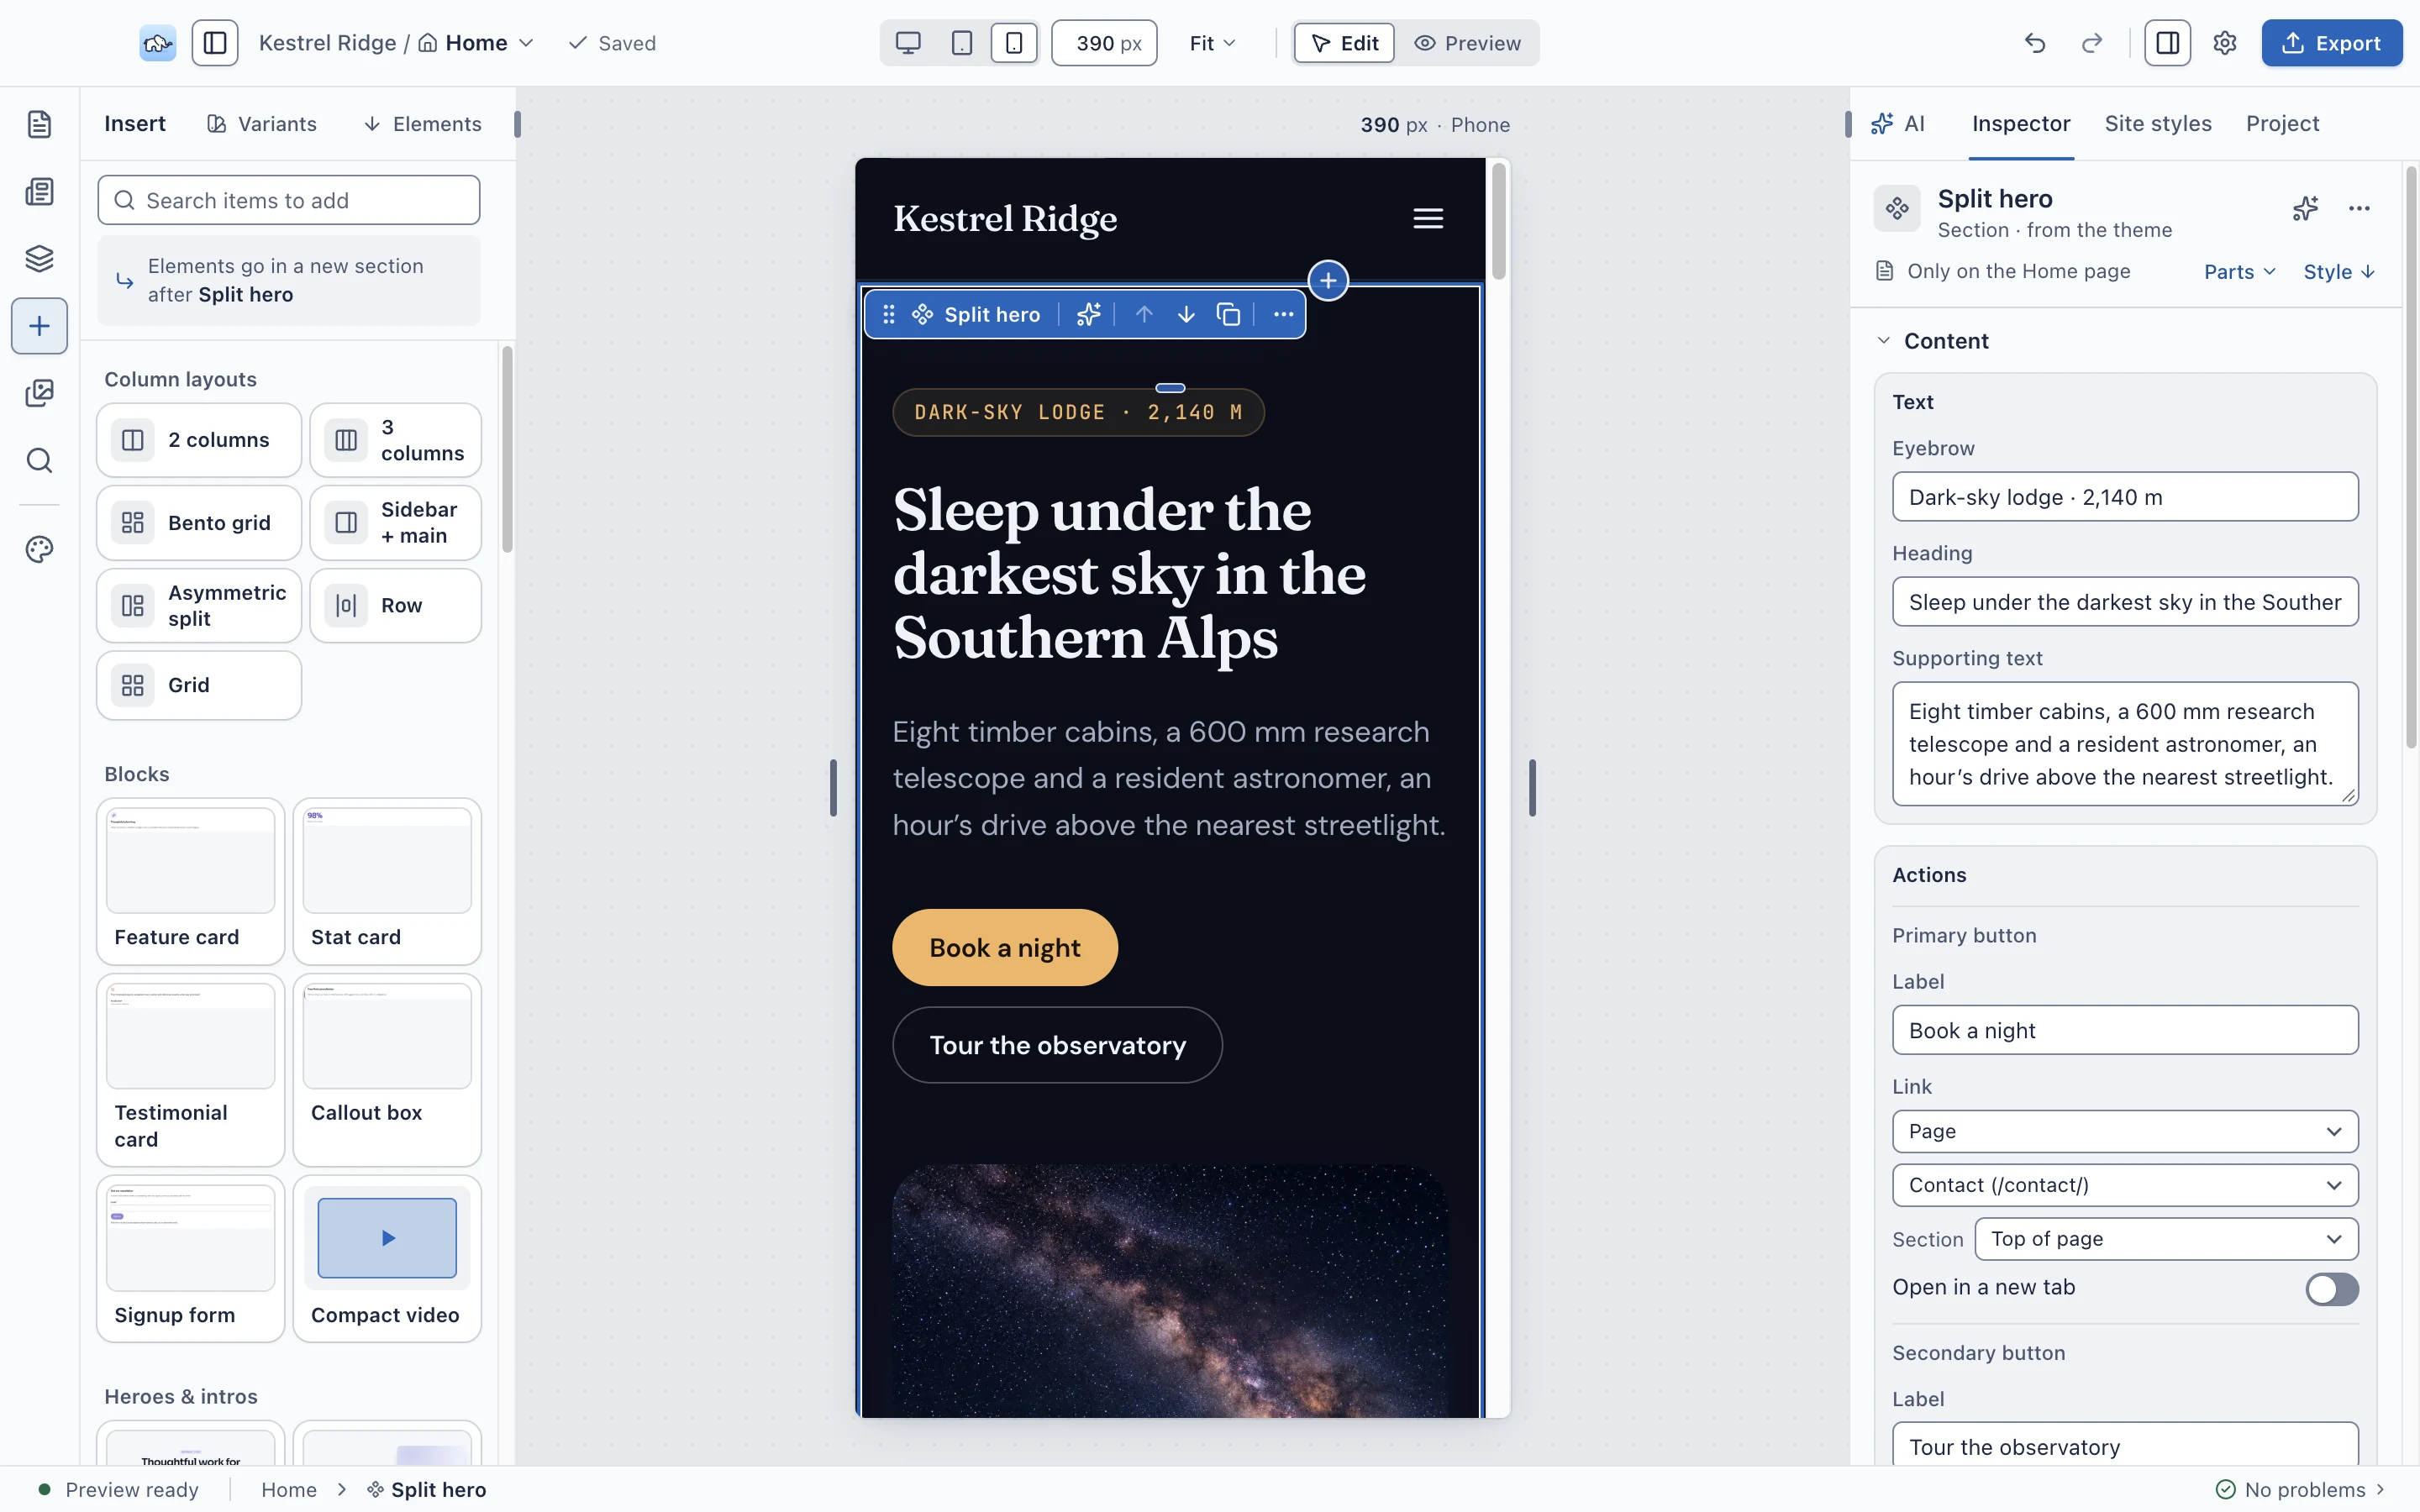 Kestrel Ridge / Home
Saved
390 px
Fit
Edit
Preview
Export
Insert
Variants
Elements
Search items to add
Elements go in a new section
after Split hero
Column layouts
2 columns
3
columns
Bento grid
Sidebar
+ main
Asymmetric
split
Row
Grid
Blocks
98%
Feature card
Stat card
Testimonial
card
Callout box
Signup form
Compact video
Heroes & intros
Thoughtful work for
390 px · Phone
Kestrel Ridge
Split hero
DARK-SKY LODGE · 2,140 M
Sleep under the
darkest sky in the
Southern Alps
Eight timber cabins, a 600 mm research
telescope and a resident astronomer, an
hour’s drive above the nearest streetlight.
Book a night
Tour the observatory
AI
Inspector
Site styles
Project
Split hero
Section · from the theme
Only on the Home page
Parts
Style
Content
Text
Eyebrow
Dark-sky lodge · 2,140 m
Heading
Sleep under the darkest sky in the Souther
Supporting text
Eight timber cabins, a 600 mm research
telescope and a resident astronomer, an
hour’s drive above the nearest streetlight.
Actions
Primary button
Label
Book a night
Link
Page
Contact (/contact/)
Section
Top of page
Open in a new tab
Secondary button
Label
Tour the observatory
Preview ready
Home
Split hero
No problems